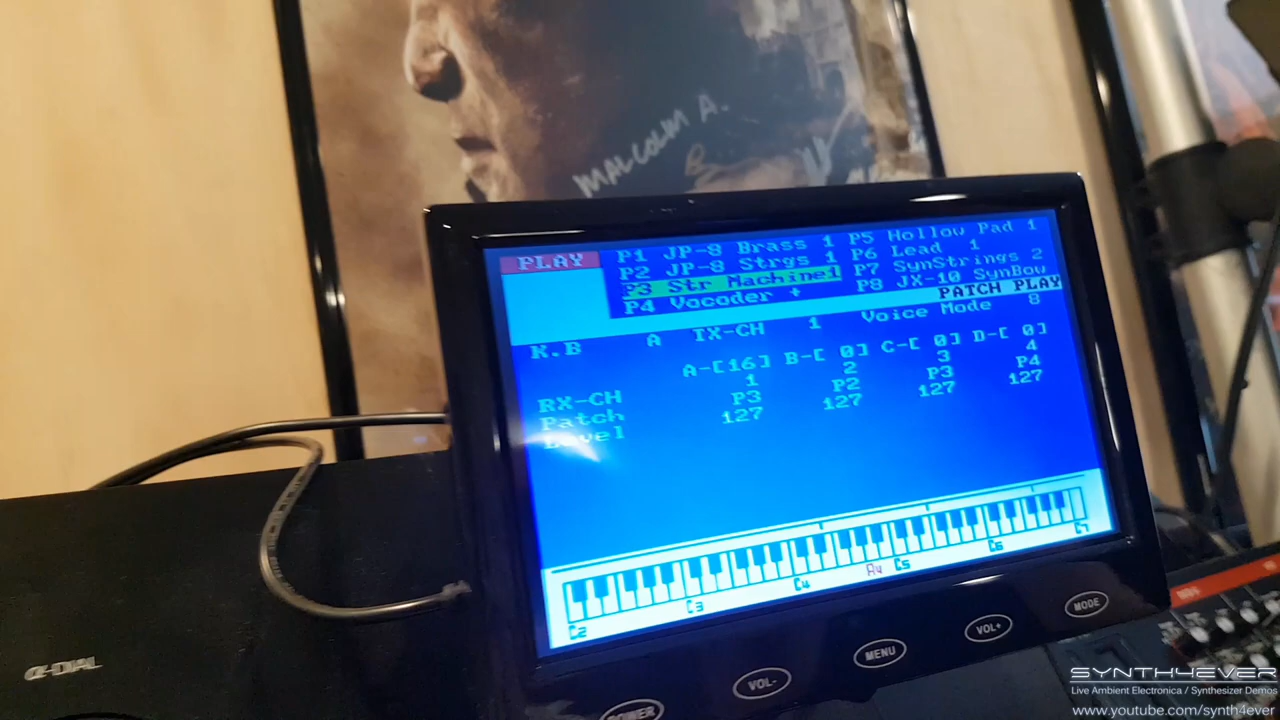 MALCOLM A.
PLAY
P1 JP-8 Brass 1 P5 Hollow Pad 1
P2 JP-8 Strgs 1 P6 Lead 1
P3 Str Machine1 P7 SynStrings 2
P4 Vocoder + P8 JX-10 SynBow
PATCH PLAY
K.B A TX-CH 1 Voice Mode 8
A-[16] B-[ 0] C-[ 0] D-[ 0]
RX-CH 1 2 3 4
Patch P3 P2 P3 P4
Level 127 127 127 127
C2 C3 C4 A4 C5 C6 C7
POWER VOL- MENU VOL+ MODE
α-DIAL
SYNTH4EVER
Live Ambient Electronica / Synthesizer Demos
www.youtube.com/synth4ever